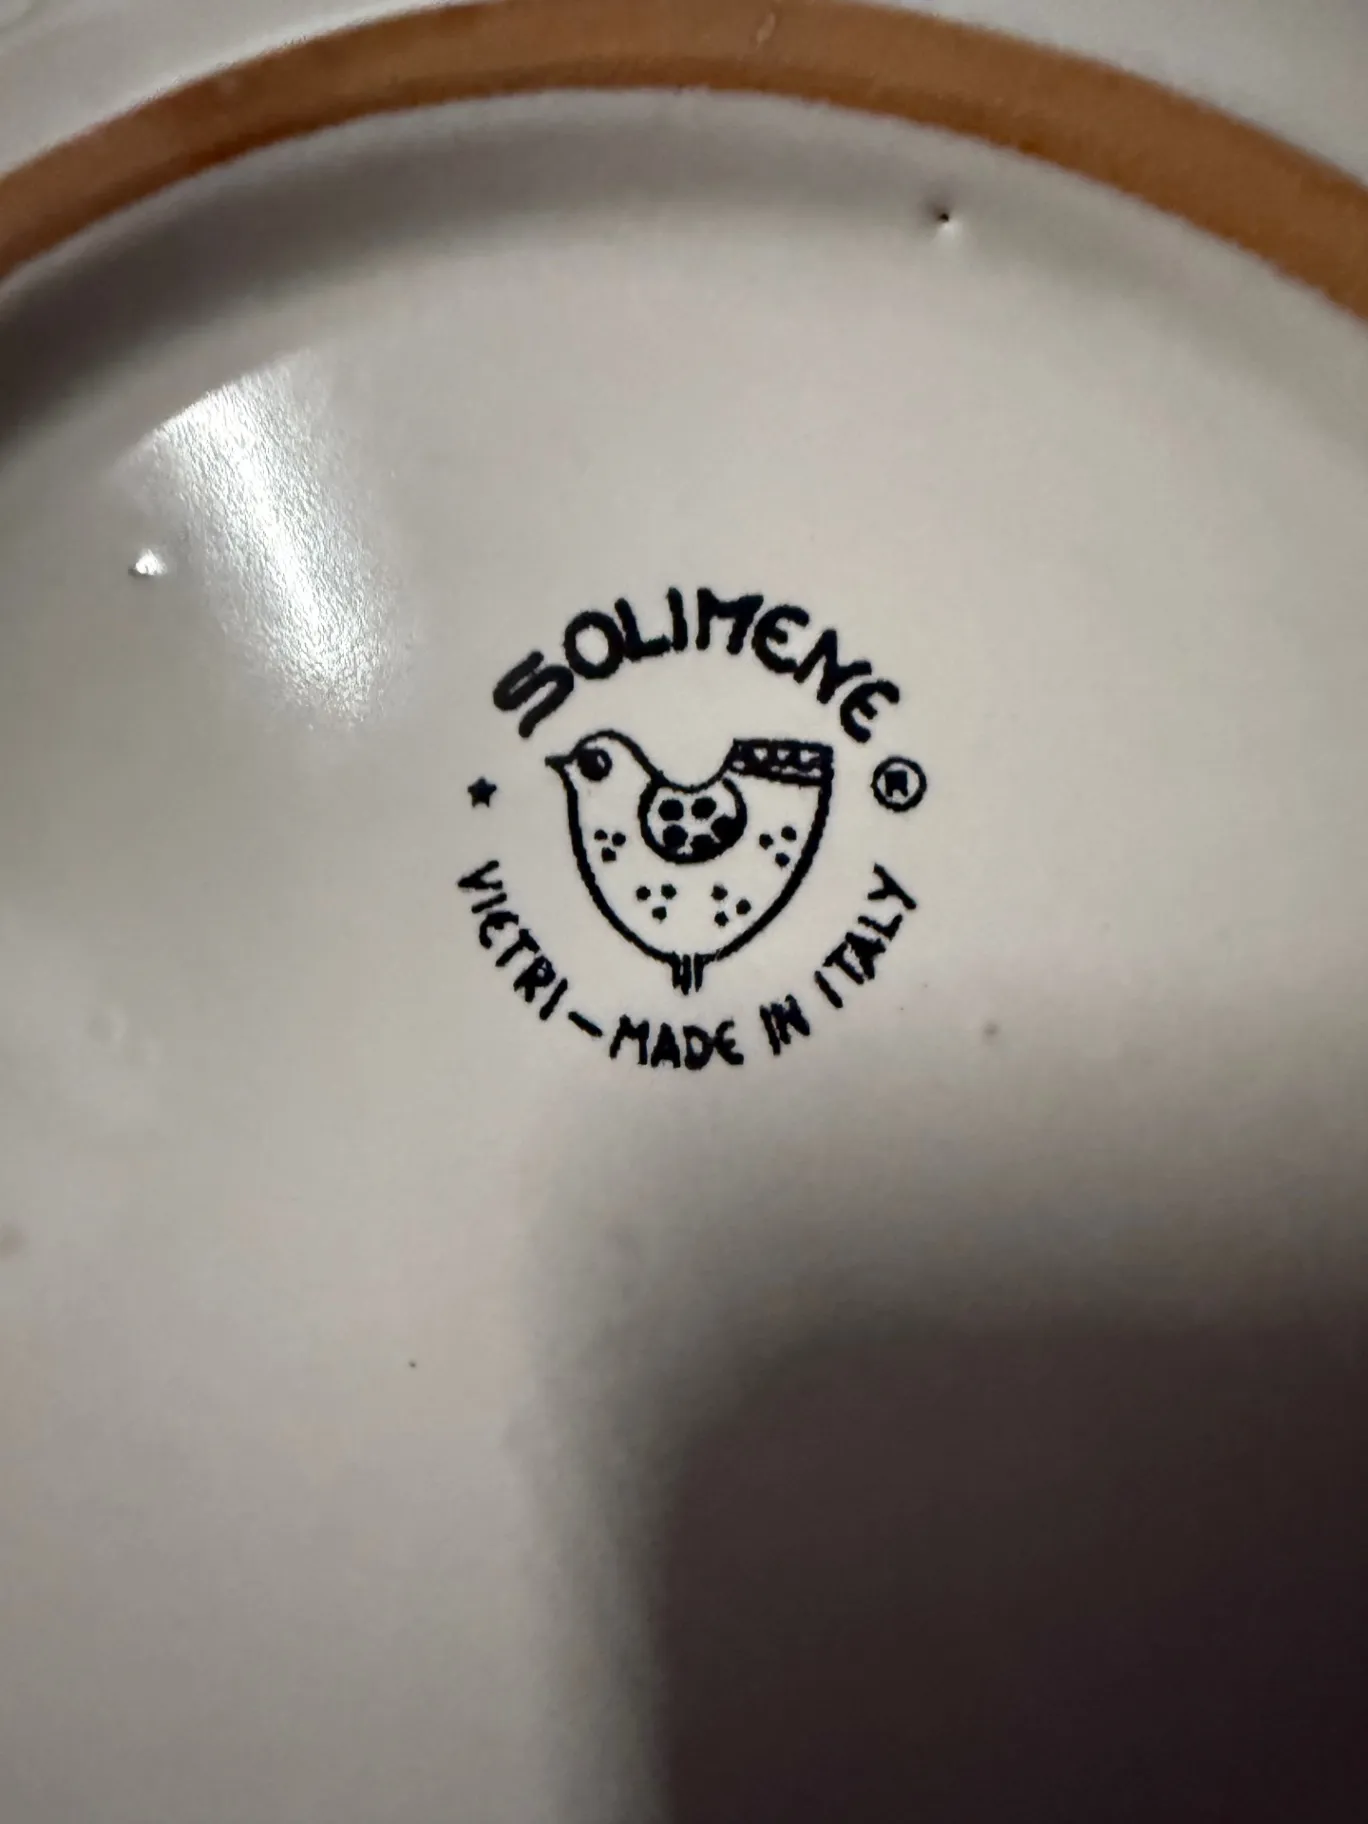 SOLIMENE
®
VIETRI – MADE IN ITALY